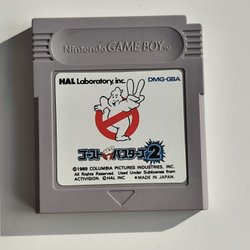 Nintendo GAME BOY
HAL Laboratory, inc. DMG-GBA
ゴーストバスターズ2
©1989 COLUMBIA PICTURES INDUSTRIES, INC.
All Rights Reserved. Used Under Sublicense from
ACTIVISION. ©HAL INC ★MADE IN JAPAN